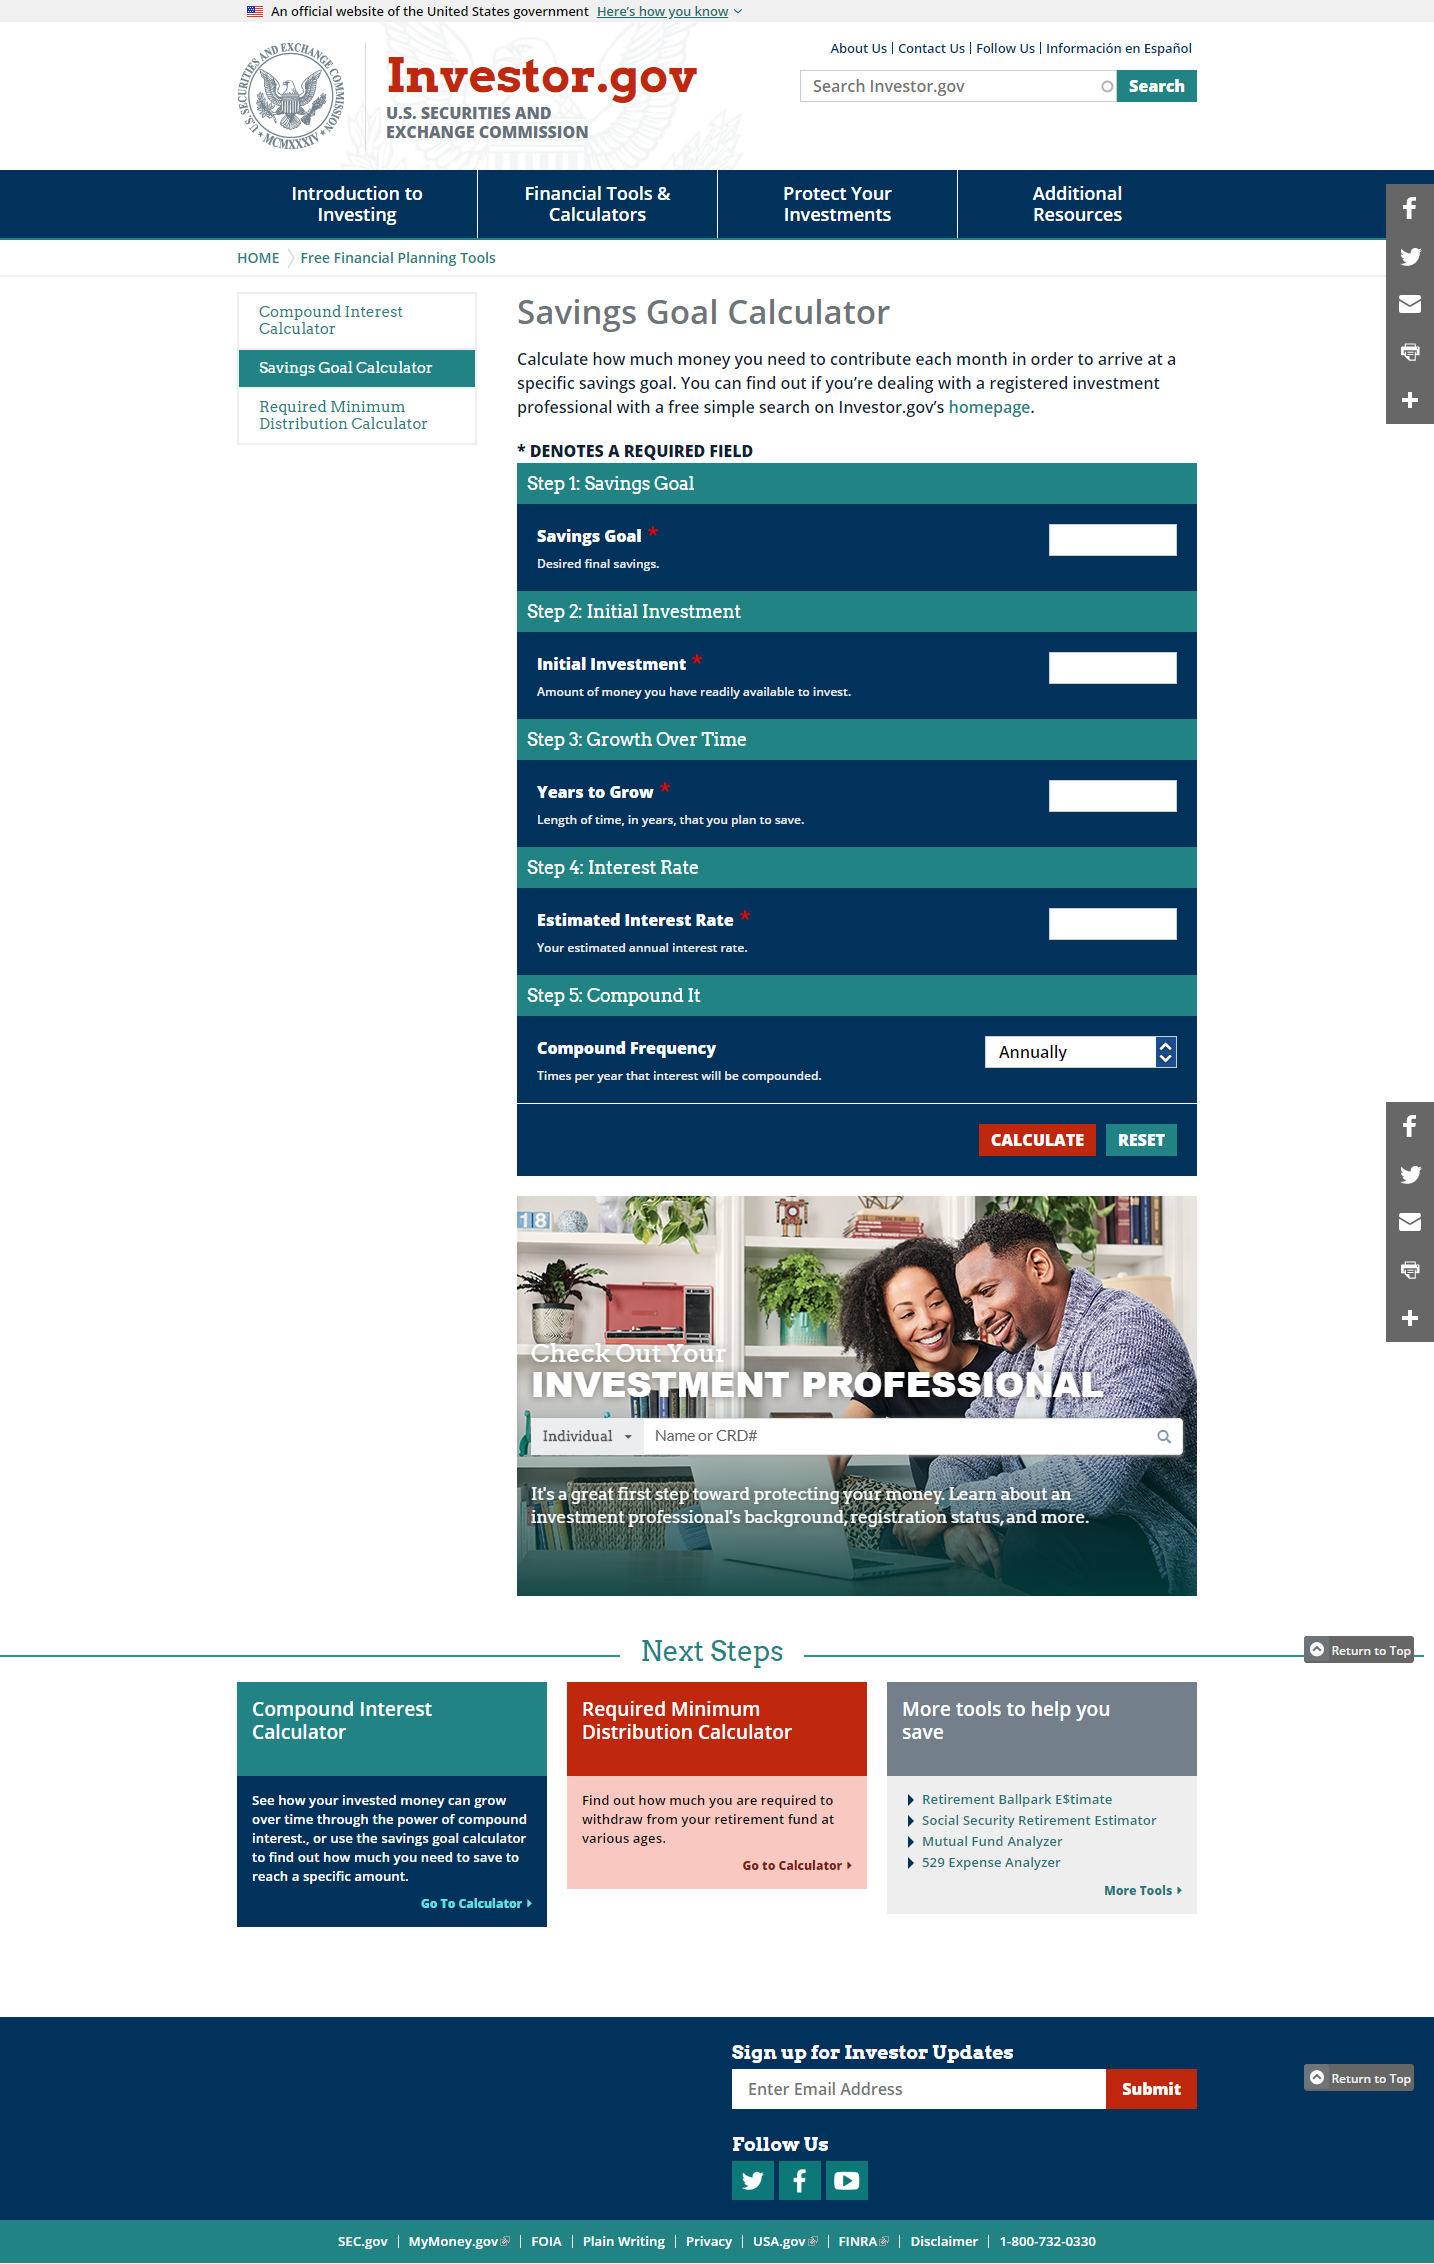 An official website of the United States government Here's how you know
About Us | Contact Us | Follow Us | Información en Español
U.S. SECURITIES AND EXCHANGE COMMISSION
MCMXXXIV
Investor.gov
U.S. SECURITIES AND
EXCHANGE COMMISSION
Search Investor.gov
Search
Introduction to
Investing
Financial Tools &
Calculators
Protect Your
Investments
Additional
Resources
HOME
Free Financial Planning Tools
Compound Interest
Calculator
Savings Goal Calculator
Required Minimum
Distribution Calculator
Savings Goal Calculator
Calculate how much money you need to contribute each month in order to arrive at a
specific savings goal. You can find out if you’re dealing with a registered investment
professional with a free simple search on Investor.gov’s homepage.
* DENOTES A REQUIRED FIELD
Step 1: Savings Goal
Savings Goal *
Desired final savings.
Step 2: Initial Investment
Initial Investment *
Amount of money you have readily available to invest.
Step 3: Growth Over Time
Years to Grow *
Length of time, in years, that you plan to save.
Step 4: Interest Rate
Estimated Interest Rate *
Your estimated annual interest rate.
Step 5: Compound It
Compound Frequency
Annually
Times per year that interest will be compounded.
CALCULATE
RESET
18
Check Out Your
INVESTMENT PROFESSIONAL
Individual
Name or CRD#
It's a great first step toward protecting your money. Learn about an
investment professional's background, registration status, and more.
Next Steps
Return to Top
Compound Interest
Calculator
See how your invested money can grow
over time through the power of compound
interest., or use the savings goal calculator
to find out how much you need to save to
reach a specific amount.
Go To Calculator
Required Minimum
Distribution Calculator
Find out how much you are required to
withdraw from your retirement fund at
various ages.
Go to Calculator
More tools to help you
save
Retirement Ballpark E$timate
Social Security Retirement Estimator
Mutual Fund Analyzer
529 Expense Analyzer
More Tools
Sign up for Investor Updates
Enter Email Address
Submit
Return to Top
Follow Us
SEC.gov | MyMoney.gov | FOIA | Plain Writing | Privacy | USA.gov | FINRA | Disclaimer | 1-800-732-0330